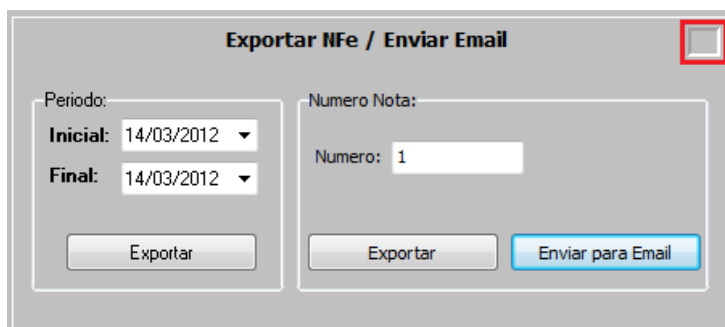 Exportar NFe / Enviar Email
Periodo:
Inicial: 14/03/2012
Final: 14/03/2012
Exportar
Numero Nota:
Numero: 1
Exportar
Enviar para Email